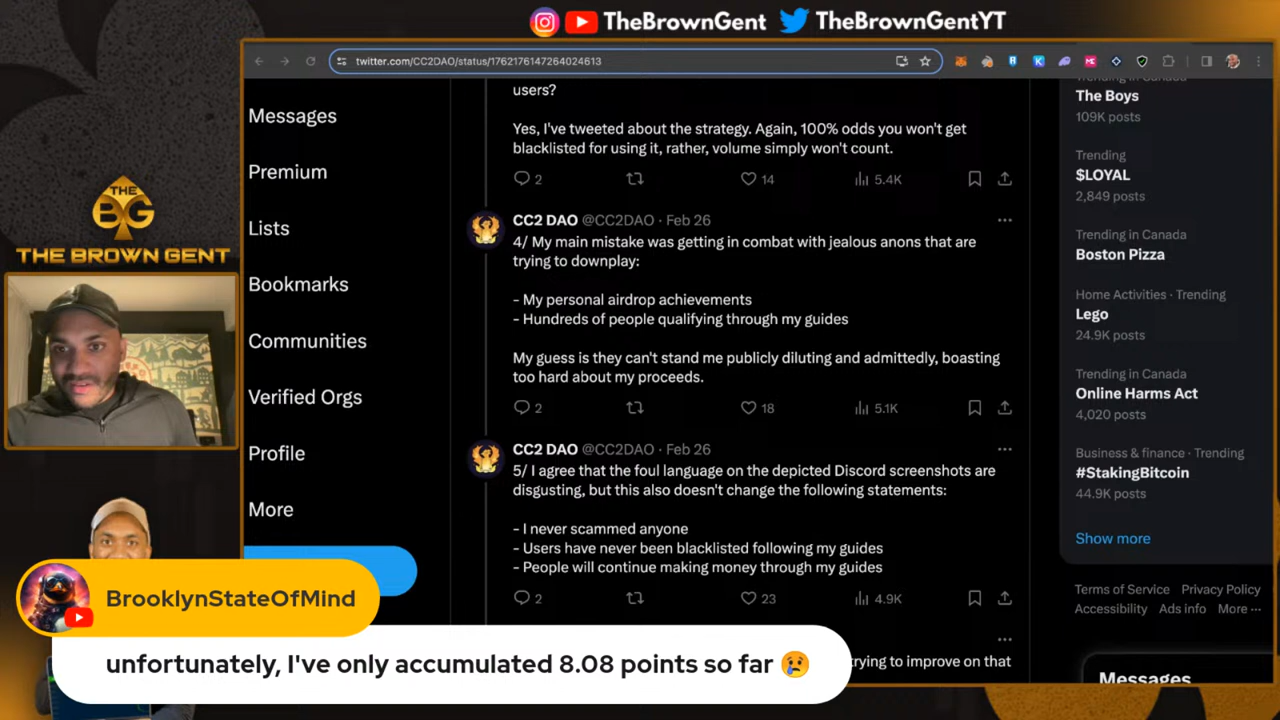 TheBrownGent TheBrownGentYT
twitter.com/CC2DAO/status/1762176147264024613
THE
BG
THE BROWN GENT
Messages
Premium
Lists
Bookmarks
Communities
Verified Orgs
Profile
More
users?
Yes, I've tweeted about the strategy. Again, 100% odds you won't get
blacklisted for using it, rather, volume simply won't count.
2 14 5.4K
CC2 DAO @CC2DAO · Feb 26
4/ My main mistake was getting in combat with jealous anons that are
trying to downplay:
- My personal airdrop achievements
- Hundreds of people qualifying through my guides
My guess is they can't stand me publicly diluting and admittedly, boasting
too hard about my proceeds.
2 18 5.1K
CC2 DAO @CC2DAO · Feb 26
5/ I agree that the foul language on the depicted Discord screenshots are
disgusting, but this also doesn't change the following statements:
- I never scammed anyone
- Users have never been blacklisted following my guides
- People will continue making money through my guides
2 23 4.9K
trying to improve on that
Trending in Canada
The Boys
109K posts
Trending
$LOYAL
2,849 posts
Trending in Canada
Boston Pizza
Home Activities · Trending
Lego
24.9K posts
Trending in Canada
Online Harms Act
4,020 posts
Business & finance · Trending
#StakingBitcoin
44.9K posts
Show more
Terms of Service Privacy Policy
Accessibility Ads info More ···
Messages
BrooklynStateOfMind
unfortunately, I've only accumulated 8.08 points so far 😢